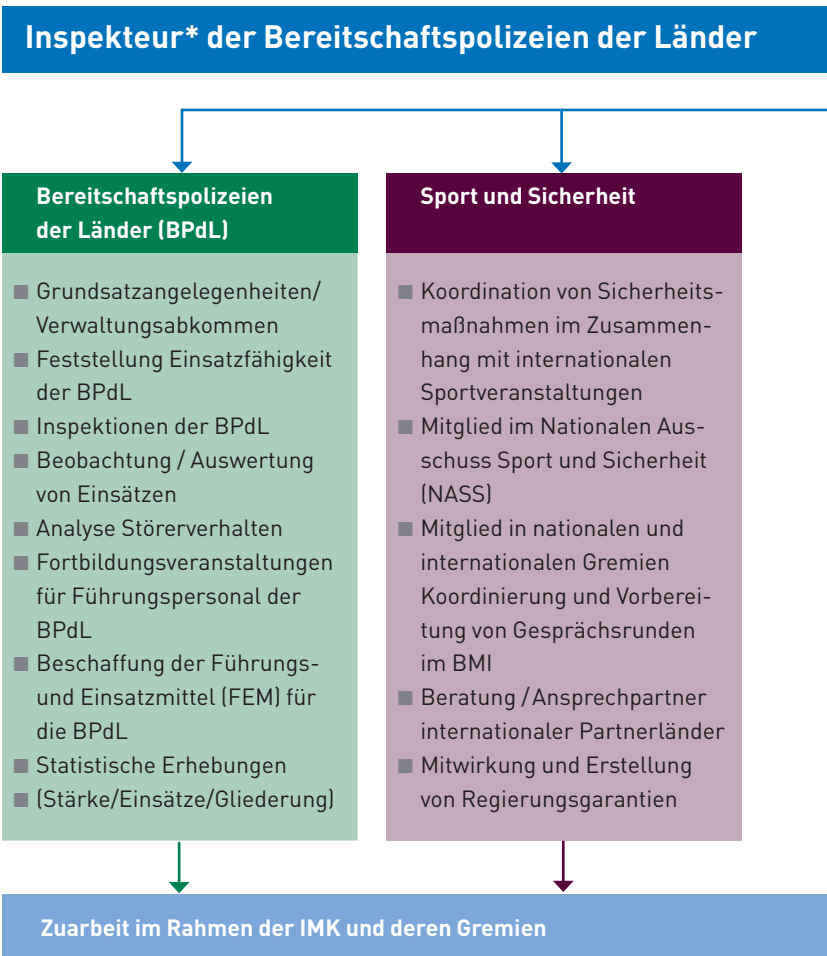 Inspekteur* der Bereitschaftspolizeien der Länder
Bereitschaftspolizeien
der Länder (BPdL)
■ Grundsatzangelegenheiten/
Verwaltungsabkommen
■ Feststellung Einsatzfähigkeit
der BPdL
■ Inspektionen der BPdL
■ Beobachtung / Auswertung
von Einsätzen
■ Analyse Störerverhalten
■ Fortbildungsveranstaltungen
für Führungspersonal der
BPdL
■ Beschaffung der Führungs-
und Einsatzmittel (FEM) für
die BPdL
■ Statistische Erhebungen
■ (Stärke/Einsätze/Gliederung)
Sport und Sicherheit
■ Koordination von Sicherheits-
maßnahmen im Zusammen-
hang mit internationalen
Sportveranstaltungen
■ Mitglied im Nationalen Aus-
schuss Sport und Sicherheit
(NASS)
■ Mitglied in nationalen und
internationalen Gremien
Koordinierung und Vorberei-
tung von Gesprächsrunden
im BMI
■ Beratung / Ansprechpartner
internationaler Partnerländer
■ Mitwirkung und Erstellung
von Regierungsgarantien
Zuarbeit im Rahmen der IMK und deren Gremien